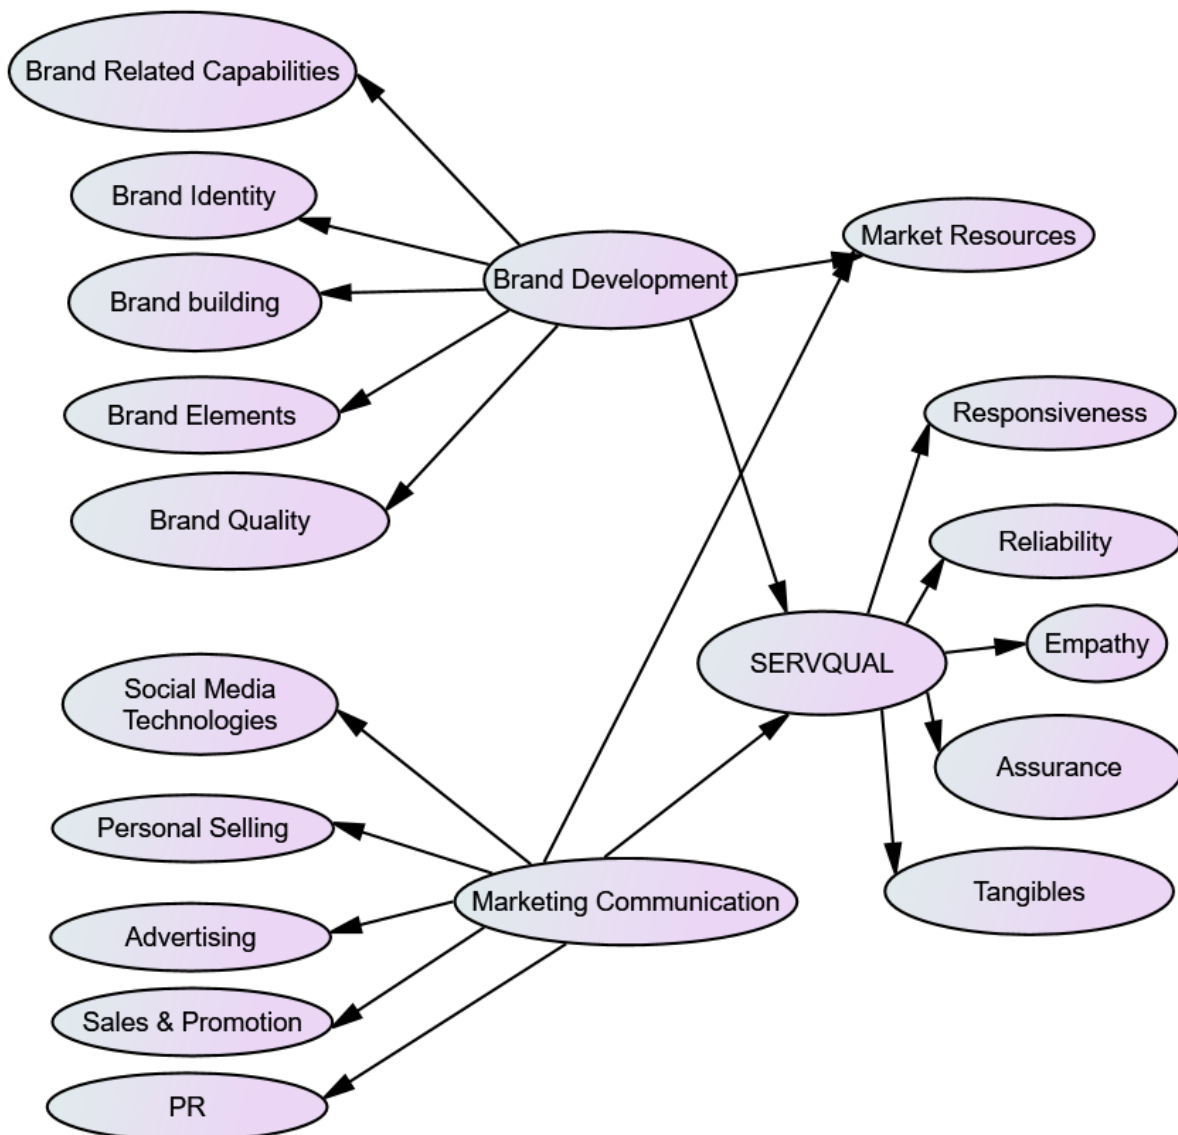 Brand Related Capabilities
Brand Identity
Brand building
Brand Elements
Brand Quality
Brand Development
Market Resources
Responsiveness
Reliability
Empathy
SERVQUAL
Assurance
Tangibles
Social Media
Technologies
Personal Selling
Advertising
Sales & Promotion
PR
Marketing Communication